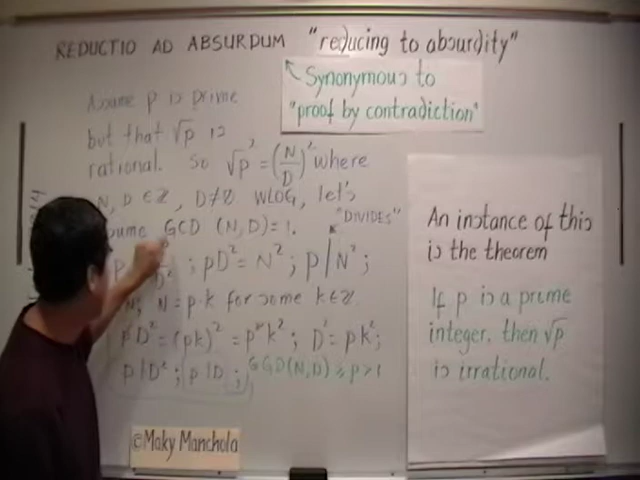 REDUCTIO AD ABSURDUM "reducing to absurdity"
Synonymous to
"proof by contradiction"
Assume p is prime
but that √p is
rational. So √p² = (N/D)² where
N, D ∈ ℤ, D≠0 WLOG, let's
GCD (N,D)=1.
"DIVIDES"
D² ; pD² = N² ; p|N² ;
N; N = p·k for some k∈ℤ
pD² = (pk)² = p²k² ; D² = pk² ;
p|D² ; p|D ; GCD(N,D) ≥ p > 1
An instance of this
is the theorem
If p is a prime
integer, then √p
is irrational.
©Maky Manchola